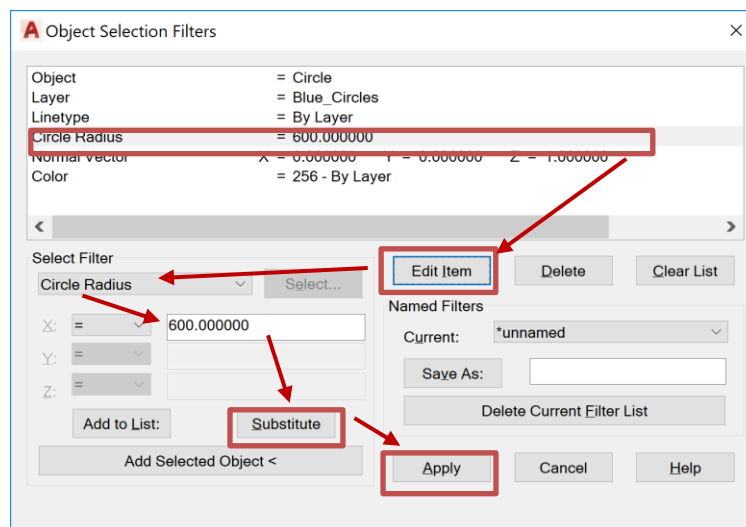 Object Selection Filters
Object = Circle
Layer = Blue_Circles
Linetype = By Layer
Circle Radius = 600.000000
Normal Vector X = 0.000000 Y = 0.000000 Z = 1.000000
Color = 256 - By Layer
Select Filter
Circle Radius Select...
X: = 600.000000
Y: =
Z: =
Add to List: Substitute
Add Selected Object <
Edit Item Delete Clear List
Named Filters
Current: *unnamed
Save As:
Delete Current Filter List
Apply Cancel Help